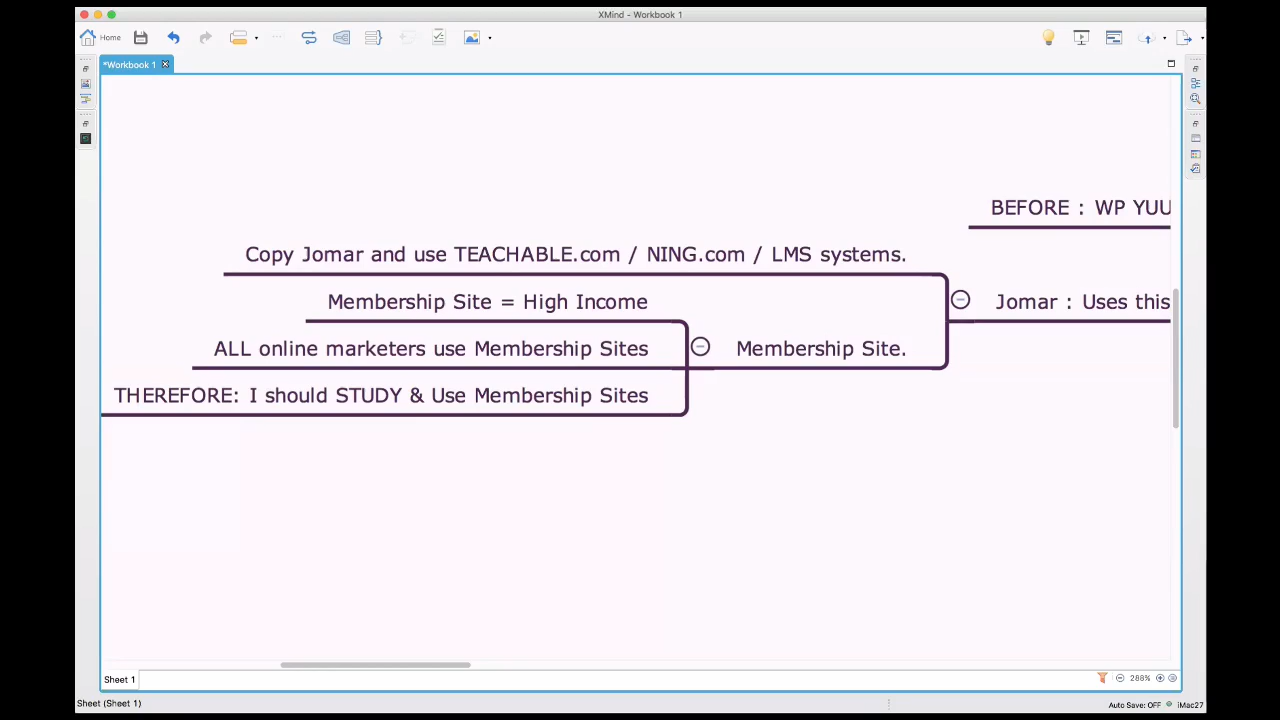 XMind - Workbook 1
Home
*Workbook 1
BEFORE : WP YUU
Copy Jomar and use TEACHABLE.com / NING.com / LMS systems.
Membership Site = High Income
Jomar : Uses this
ALL online marketers use Membership Sites
Membership Site.
THEREFORE: I should STUDY & Use Membership Sites
Sheet 1
288%
Sheet (Sheet 1)
Auto Save: OFF
iMac27